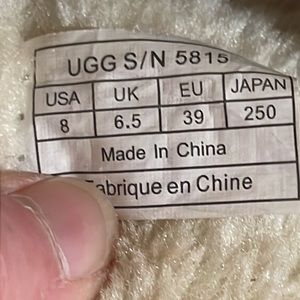 UGG S/N 5815
USA UK EU JAPAN
8 6.5 39 250
Made In China
Fabrique en Chine